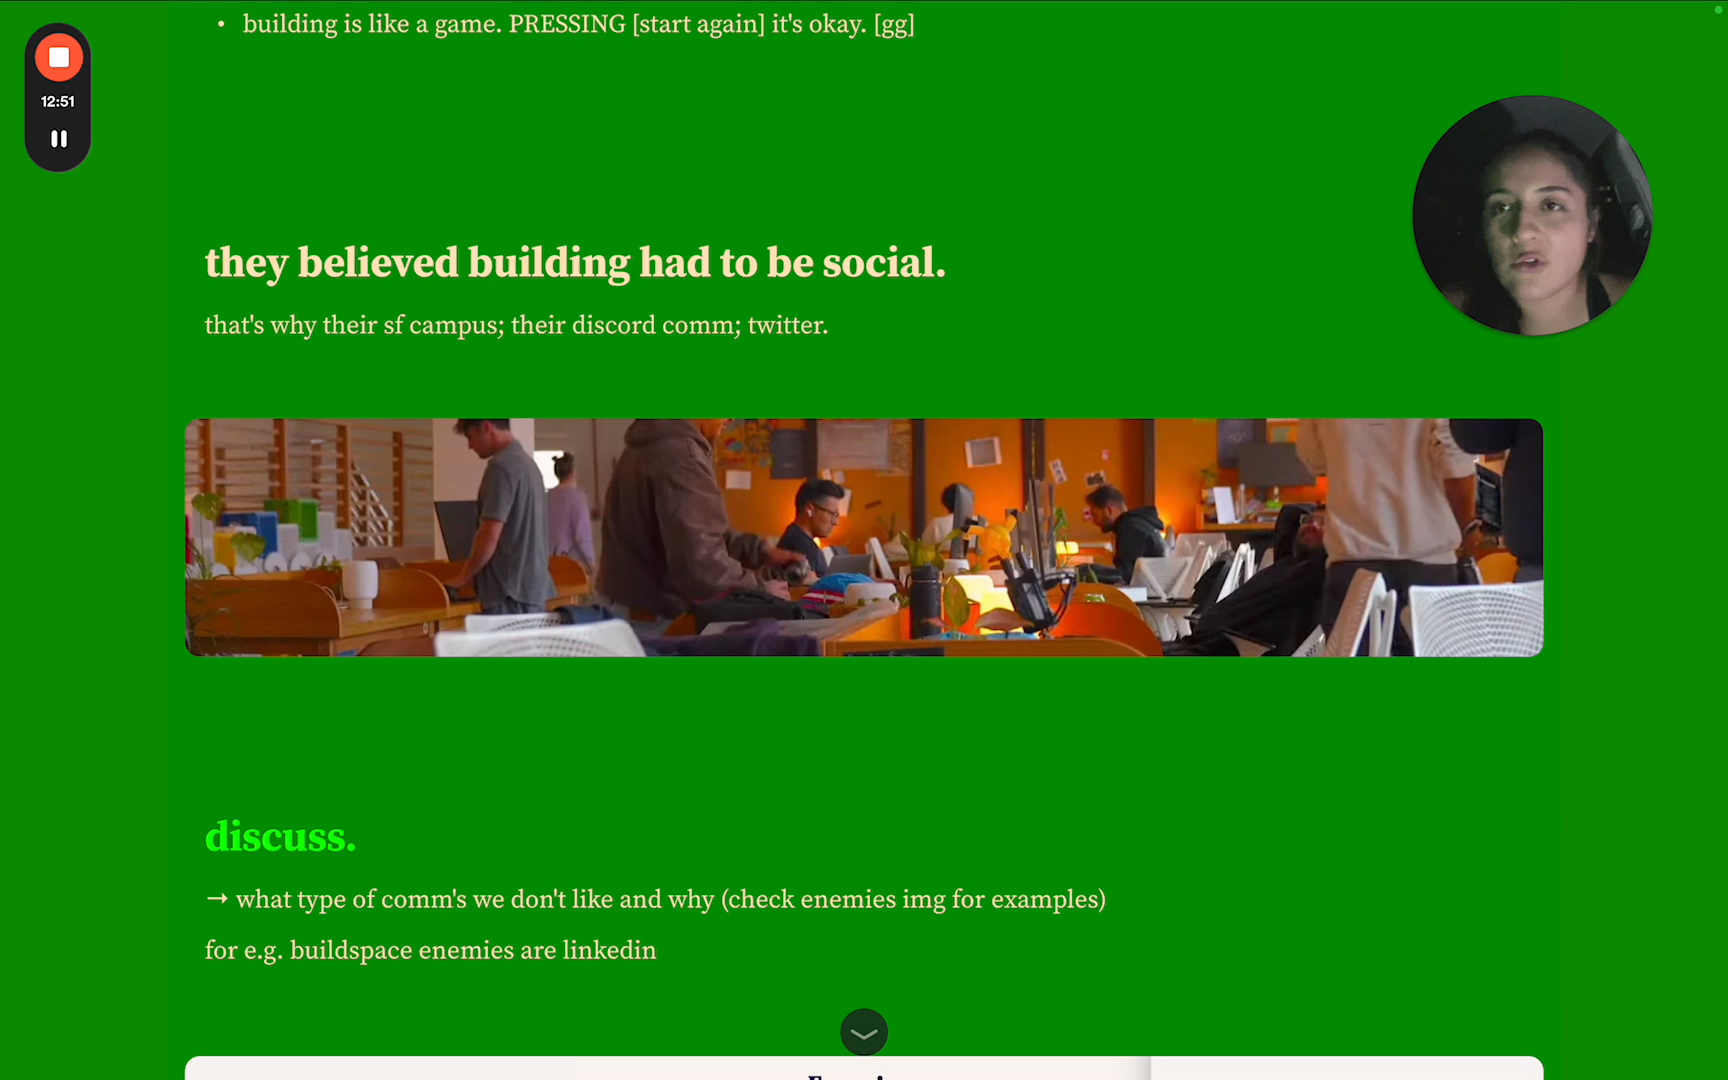 • building is like a game. PRESSING [start again] it's okay. [gg]
12:51
they believed building had to be social.
that's why their sf campus; their discord comm; twitter.
discuss.
→ what type of comm's we don't like and why (check enemies img for examples)
for e.g. buildspace enemies are linkedin